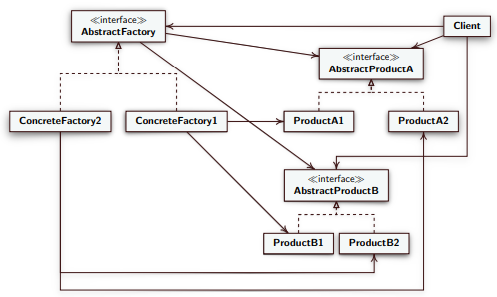 ≪interface≫
AbstractFactory
Client
≪interface≫
AbstractProductA
ConcreteFactory2
ConcreteFactory1
ProductA1
ProductA2
≪interface≫
AbstractProductB
ProductB1
ProductB2